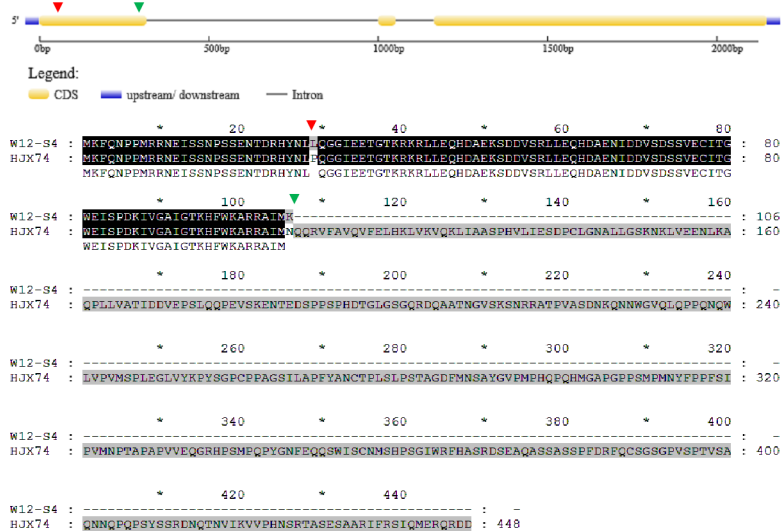 5'
0bp 500bp 1000bp 1500bp 2000bp
Legend:
CDS upstream/ downstream Intron
* 20 * 40 * 60 * 80
W12-S4 : MKFQNPPMRRNEISSNPSSENTDRHYNLLQGGIEETGTKRKRLLEQHDAEKSDDVSRLLEQHDAENIDDVSDSSVECITG : 80
HJX74 : MKFQNPPMRRNEISSNPSSENTDRHYNLPQGGIEETGTKRKRLLEQHDAEKSDDVSRLLEQHDAENIDDVSDSSVECITG : 80
MKFQNPPMRRNEISSNPSSENTDRHYNL QGGIEETGTKRKRLLEQHDAEKSDDVSRLLEQHDAENIDDVSDSSVECITG
* 100 * 120 * 140 * 160
W12-S4 : WEISPDKIVGAIGTKHFWKARRAIMK------------------------------------------------------ : 106
HJX74 : WEISPDKIVGAIGTKHFWKARRAIMNQQRVFAVQVFELHKLVKVQKLIAASPHVLIESDPCLGNALLGSKNKLVEENLKA : 160
WEISPDKIVGAIGTKHFWKARRAIM
* 180 * 200 * 220 * 240
W12-S4 : -------------------------------------------------------------------------------- : -
HJX74 : QPLLVATIDDVEPSLQQPEVSKENTEDSPPSPHDTGLGSGQRDQAATNGVSKSNRRATPVASDNKQNNWGVQLQPPQNQW : 240
* 260 * 280 * 300 * 320
W12-S4 : -------------------------------------------------------------------------------- : -
HJX74 : LVPVMSPLEGLVYKPYSGPCPPAGSILAPFYANCTPLSLPSTAGDFMNSAYGVPMPHQPQHMGAPGPPSMPMNYFPPFSI : 320
* 340 * 360 * 380 * 400
W12-S4 : -------------------------------------------------------------------------------- : -
HJX74 : PVMNPTAPAPVVEQGRHPSMPQPYGNFEQQSWISCNMSHPSGIWRFHASRDSEAQASSASSPFDRFQCSGSGPVSPTVSA : 400
* 420 * 440
W12-S4 : ------------------------------------------------ : -
HJX74 : QNNQPQPSYSSRDNQTNVIKVVPHNSRTASESAARIFRSIQMERQRDD : 448